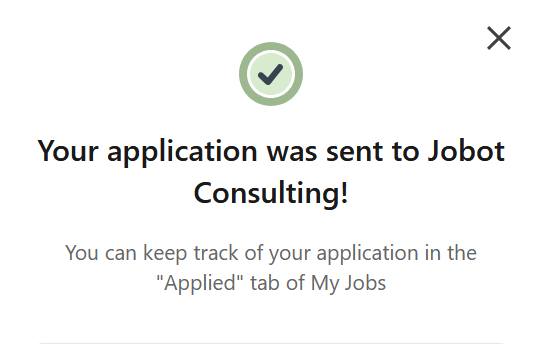 Your application was sent to Jobot
Consulting!
You can keep track of your application in the
"Applied" tab of My Jobs